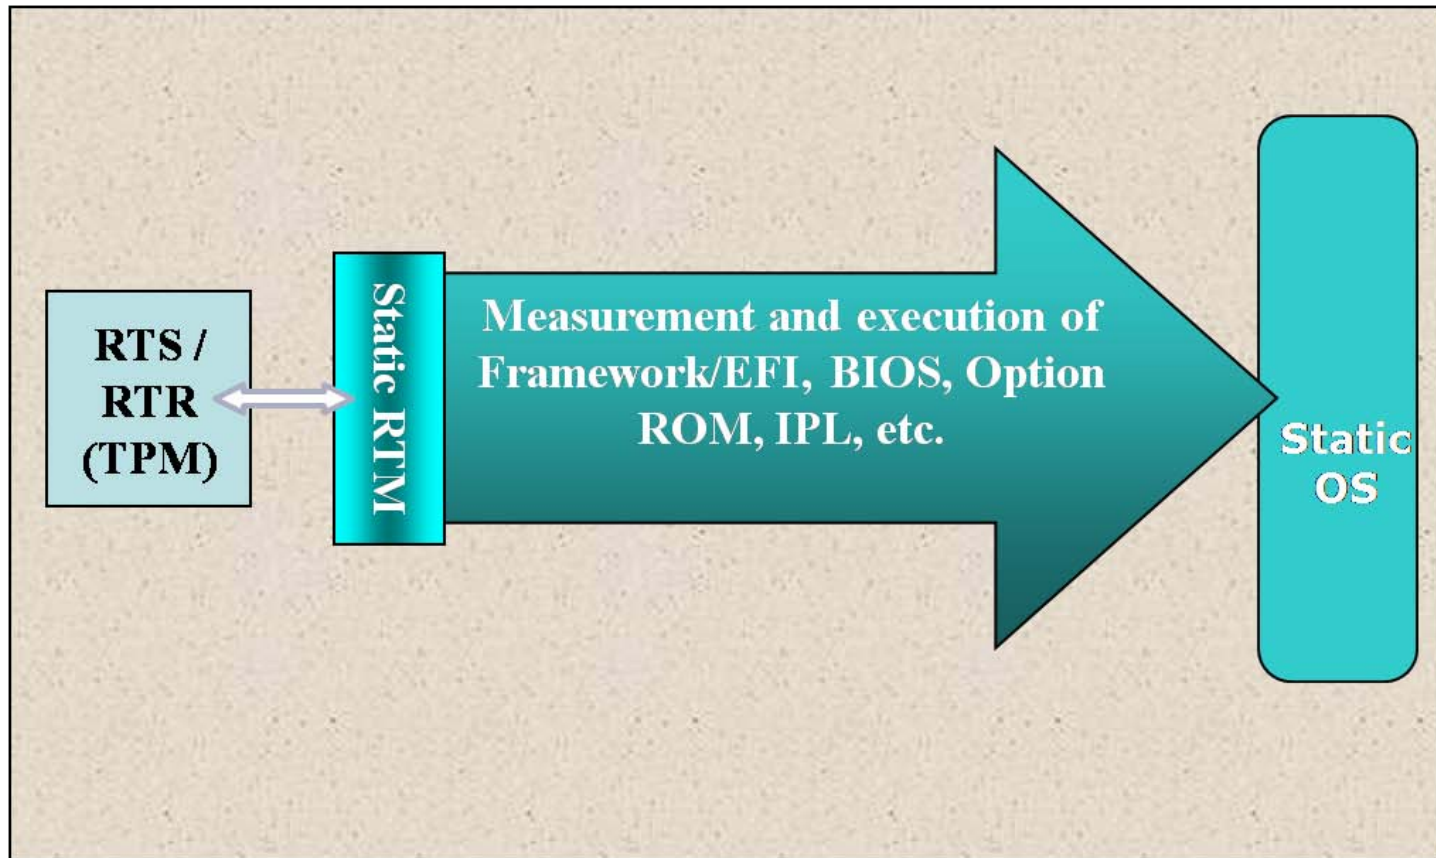 RTS /
RTR
(TPM)
Static RTM
Measurement and execution of
Framework/EFI, BIOS, Option
ROM, IPL, etc.
Static
OS